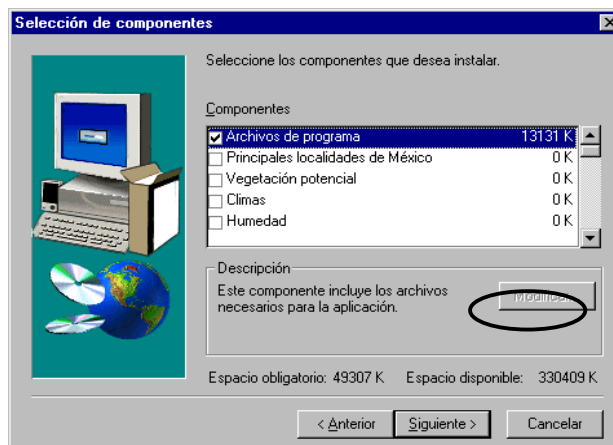 Selección de componentes
Seleccione los componentes que desea instalar.
Componentes
Archivos de programa 13131 K
Principales localidades de México 0 K
Vegetación potencial 0 K
Climas 0 K
Humedad 0 K
Descripción
Este componente incluye los archivos
necesarios para la aplicación.
Espacio obligatorio: 49307 K Espacio disponible: 330409 K
< Anterior Siguiente > Cancelar